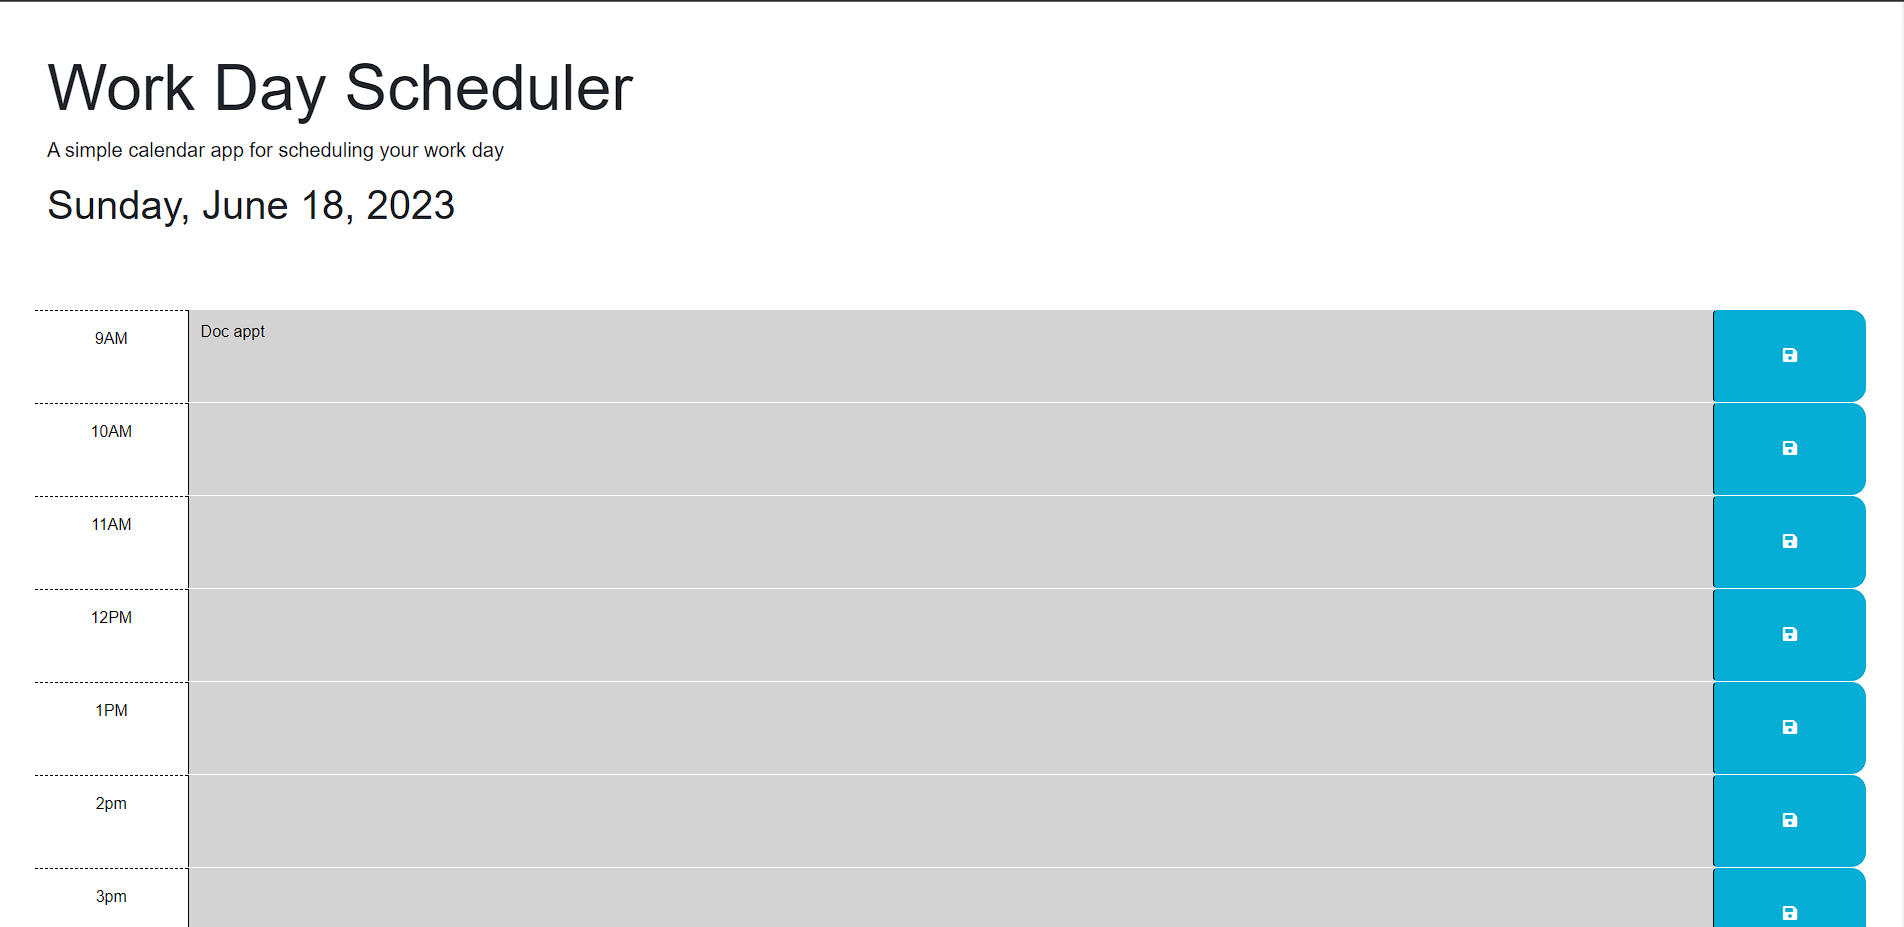 Work Day Scheduler
A simple calendar app for scheduling your work day
Sunday, June 18, 2023
9AM
Doc appt
10AM
11AM
12PM
1PM
2pm
3pm